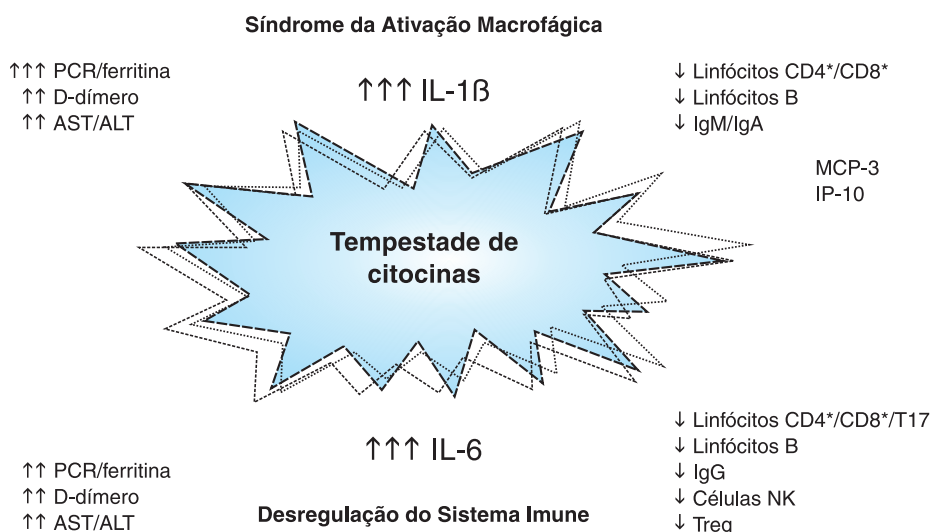 Síndrome da Ativação Macrofágica
↑↑↑ PCR/ferritina
↑↑ D-dímero
↑↑ AST/ALT
↑↑↑ IL-1ß
↓ Linfócitos CD4*/CD8*
↓ Linfócitos B
↓ IgM/IgA
MCP-3
IP-10
Tempestade de
citocinas
↑↑↑ IL-6
↑↑ PCR/ferritina
↑↑ D-dímero
↑↑ AST/ALT
Desregulação do Sistema Imune
↓ Linfócitos CD4*/CD8*/T17
↓ Linfócitos B
↓ IgG
↓ Células NK
↓ Treg